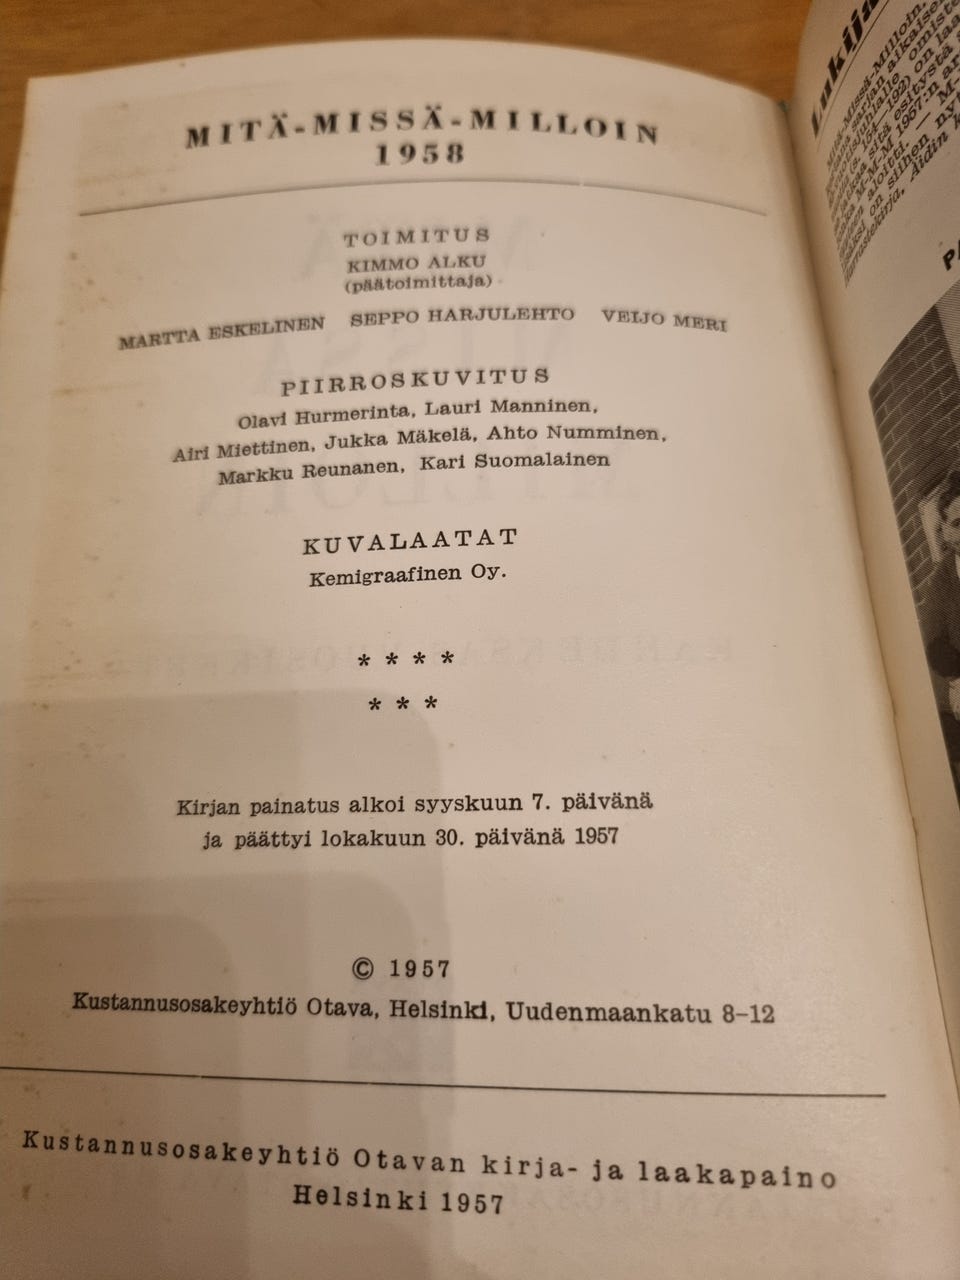 MITÄ-MISSÄ-MILLOIN
1958
TOIMITUS
KIMMO ALKU
(päätoimittaja)
MARTTA ESKELINEN SEPPO HARJULEHTO VEIJO MERI
PIIRROSKUVITUS
Olavi Hurmerinta, Lauri Manninen,
Airi Miettinen, Jukka Mäkelä, Ahto Numminen,
Markku Reunanen, Kari Suomalainen
KUVALAATAT
Kemigraafinen Oy.
* * * *
* * *
Kirjan painatus alkoi syyskuun 7. päivänä
ja päättyi lokakuun 30. päivänä 1957
© 1957
Kustannusosakeyhtiö Otava, Helsinki, Uudenmaankatu 8-12
Kustannusosakeyhtiö Otavan kirja- ja laakapaino
Helsinki 1957